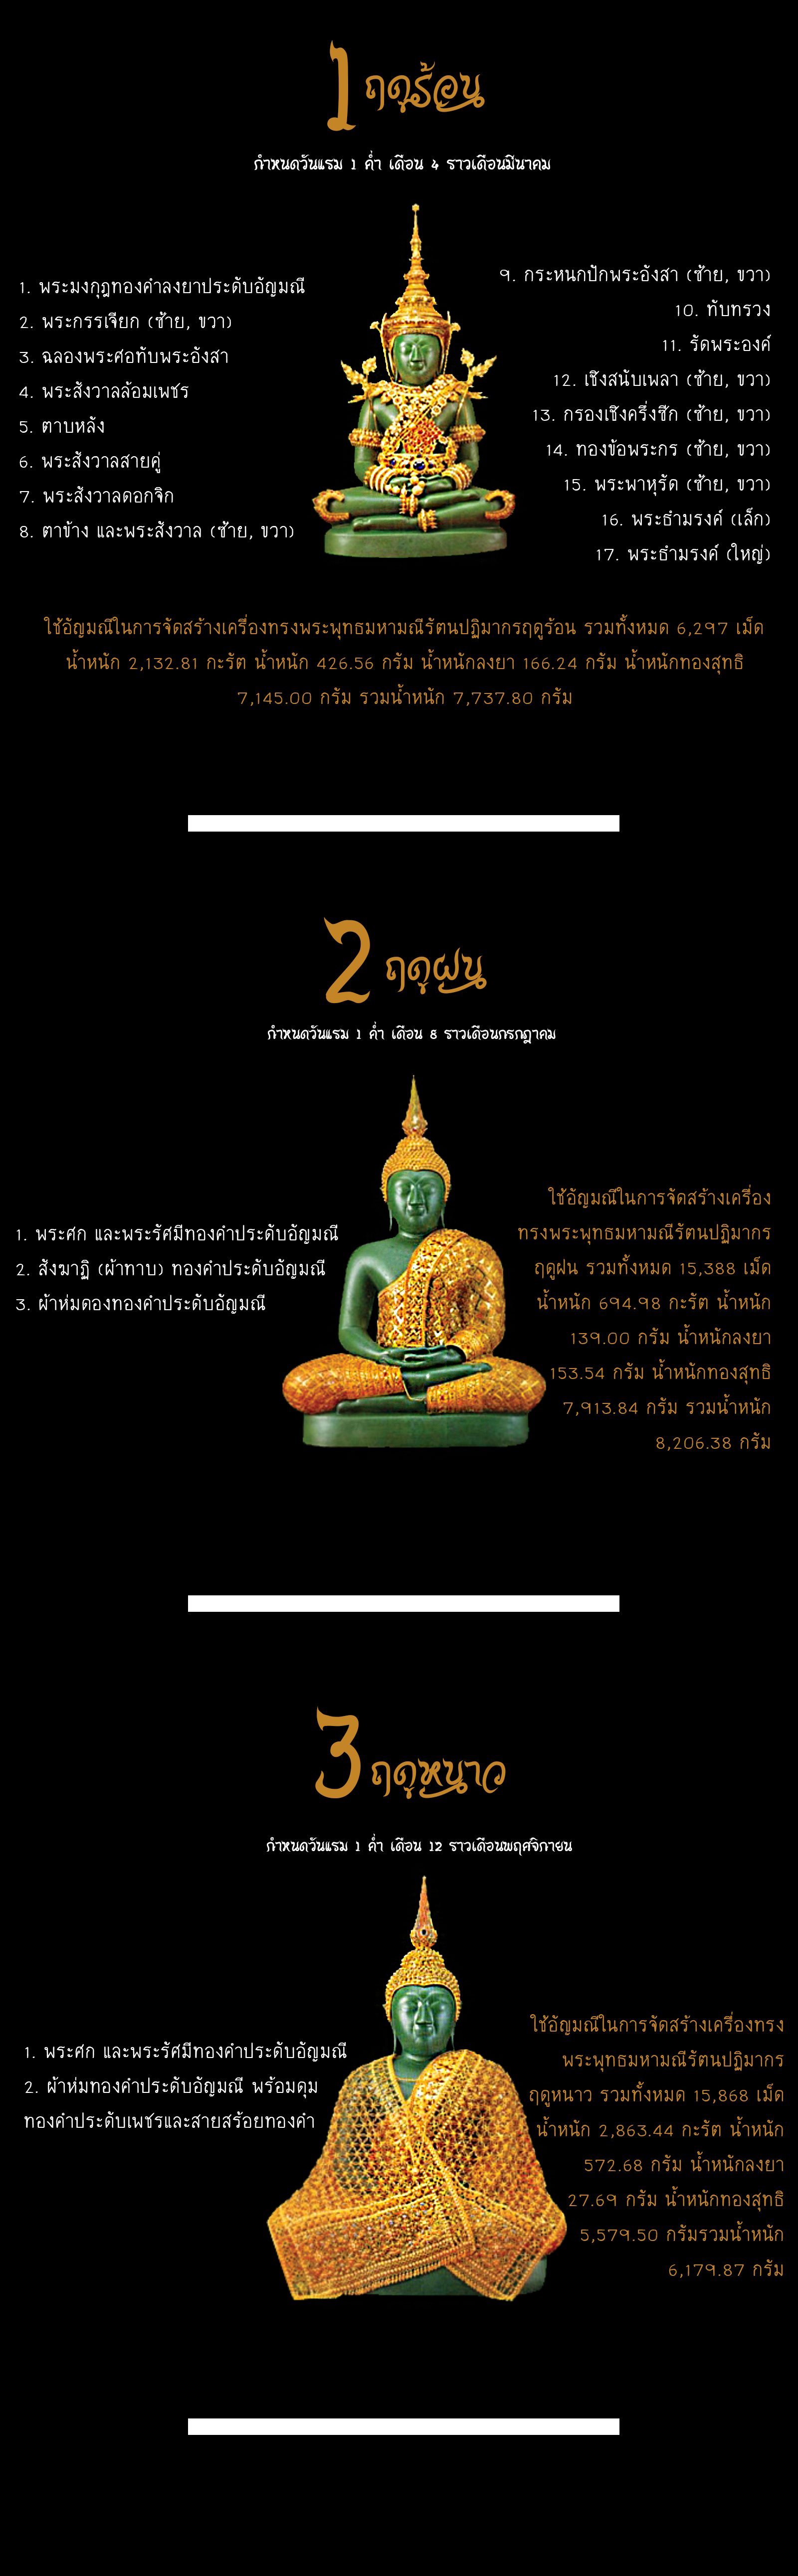 1 ฤดูร้อน
กำหนดวันแรม 1 ค่ำ เดือน 4 ราวเดือนมีนาคม
1. พระมงกุฎทองคำลงยาประดับอัญมณี
2. พระกรรเจียก (ซ้าย, ขวา)
3. ฉลองพระศอทับพระอังสา
4. พระสังวาลล้อมเพชร
5. ตาบหลัง
6. พระสังวาลสายคู่
7. พระสังวาลดอกจิก
8. ตาข้าง และพระสังวาล (ซ้าย, ขวา)
9. กระหนกปักพระอังสา (ซ้าย, ขวา)
10. ทับทรวง
11. รัดพระองค์
12. เชิงสนับเพลา (ซ้าย, ขวา)
13. กรองเชิงครึ่งซีก (ซ้าย, ขวา)
14. ทองข้อพระกร (ซ้าย, ขวา)
15. พระพาหุรัด (ซ้าย, ขวา)
16. พระธำมรงค์ (เล็ก)
17. พระธำมรงค์ (ใหญ่)
ใช้อัญมณีในการจัดสร้างเครื่องทรงพระพุทธมหามณีรัตนปฏิมากรฤดูร้อน รวมทั้งหมด 6,297 เม็ด
น้ำหนัก 2,132.81 กะรัต น้ำหนัก 426.56 กรัม น้ำหนักลงยา 166.24 กรัม น้ำหนักทองสุทธิ
7,145.00 กรัม รวมน้ำหนัก 7,737.80 กรัม
2 ฤดูฝน
กำหนดวันแรม 1 ค่ำ เดือน 8 ราวเดือนกรกฎาคม
1. พระศก และพระรัศมีทองคำประดับอัญมณี
2. สังฆาฏิ (ผ้าทาบ) ทองคำประดับอัญมณี
3. ผ้าห่มดองทองคำประดับอัญมณี
ใช้อัญมณีในการจัดสร้างเครื่อง
ทรงพระพุทธมหามณีรัตนปฏิมากร
ฤดูฝน รวมทั้งหมด 15,388 เม็ด
น้ำหนัก 694.98 กะรัต น้ำหนัก
139.00 กรัม น้ำหนักลงยา
153.54 กรัม น้ำหนักทองสุทธิ
7,913.84 กรัม รวมน้ำหนัก
8,206.38 กรัม
3 ฤดูหนาว
กำหนดวันแรม 1 ค่ำ เดือน 12 ราวเดือนพฤศจิกายน
1. พระศก และพระรัศมีทองคำประดับอัญมณี
2. ผ้าห่มทองคำประดับอัญมณี พร้อมดุม
ทองคำประดับเพชรและสายสร้อยทองคำ
ใช้อัญมณีในการจัดสร้างเครื่องทรง
พระพุทธมหามณีรัตนปฏิมากร
ฤดูหนาว รวมทั้งหมด 15,868 เม็ด
น้ำหนัก 2,863.44 กะรัต น้ำหนัก
572.68 กรัม น้ำหนักลงยา
27.69 กรัม น้ำหนักทองสุทธิ
5,579.50 กรัมรวมน้ำหนัก
6,179.87 กรัม